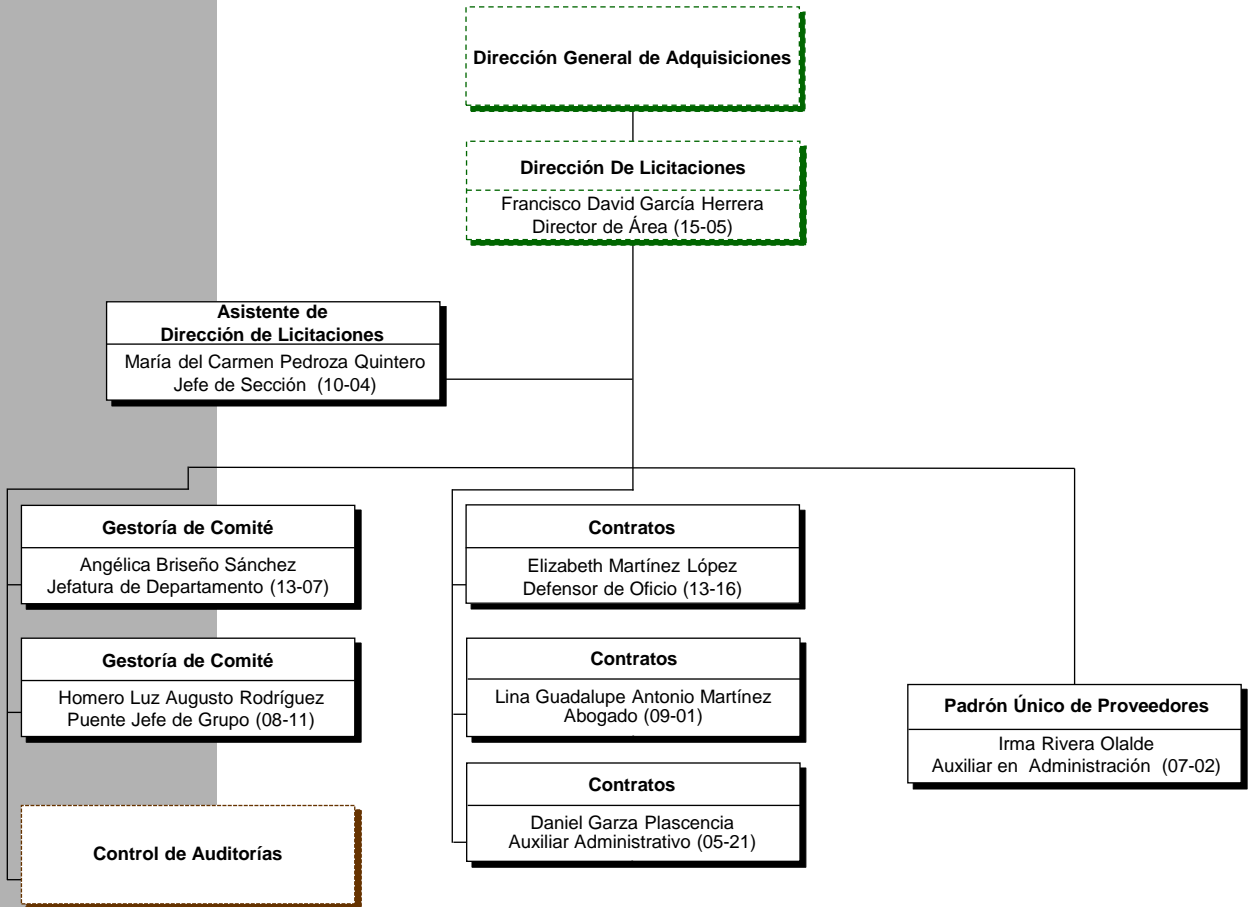 Dirección General de Adquisiciones
Dirección De Licitaciones
Francisco David García Herrera
Director de Área (15-05)
Asistente de
Dirección de Licitaciones
María del Carmen Pedroza Quintero
Jefe de Sección (10-04)
Gestoría de Comité
Angélica Briseño Sánchez
Jefatura de Departamento (13-07)
Gestoría de Comité
Homero Luz Augusto Rodríguez
Puente Jefe de Grupo (08-11)
Control de Auditorías
Contratos
Elizabeth Martínez López
Defensor de Oficio (13-16)
Contratos
Lina Guadalupe Antonio Martínez
Abogado (09-01)
Contratos
Daniel Garza Plascencia
Auxiliar Administrativo (05-21)
Padrón Único de Proveedores
Irma Rivera Olalde
Auxiliar en Administración (07-02)